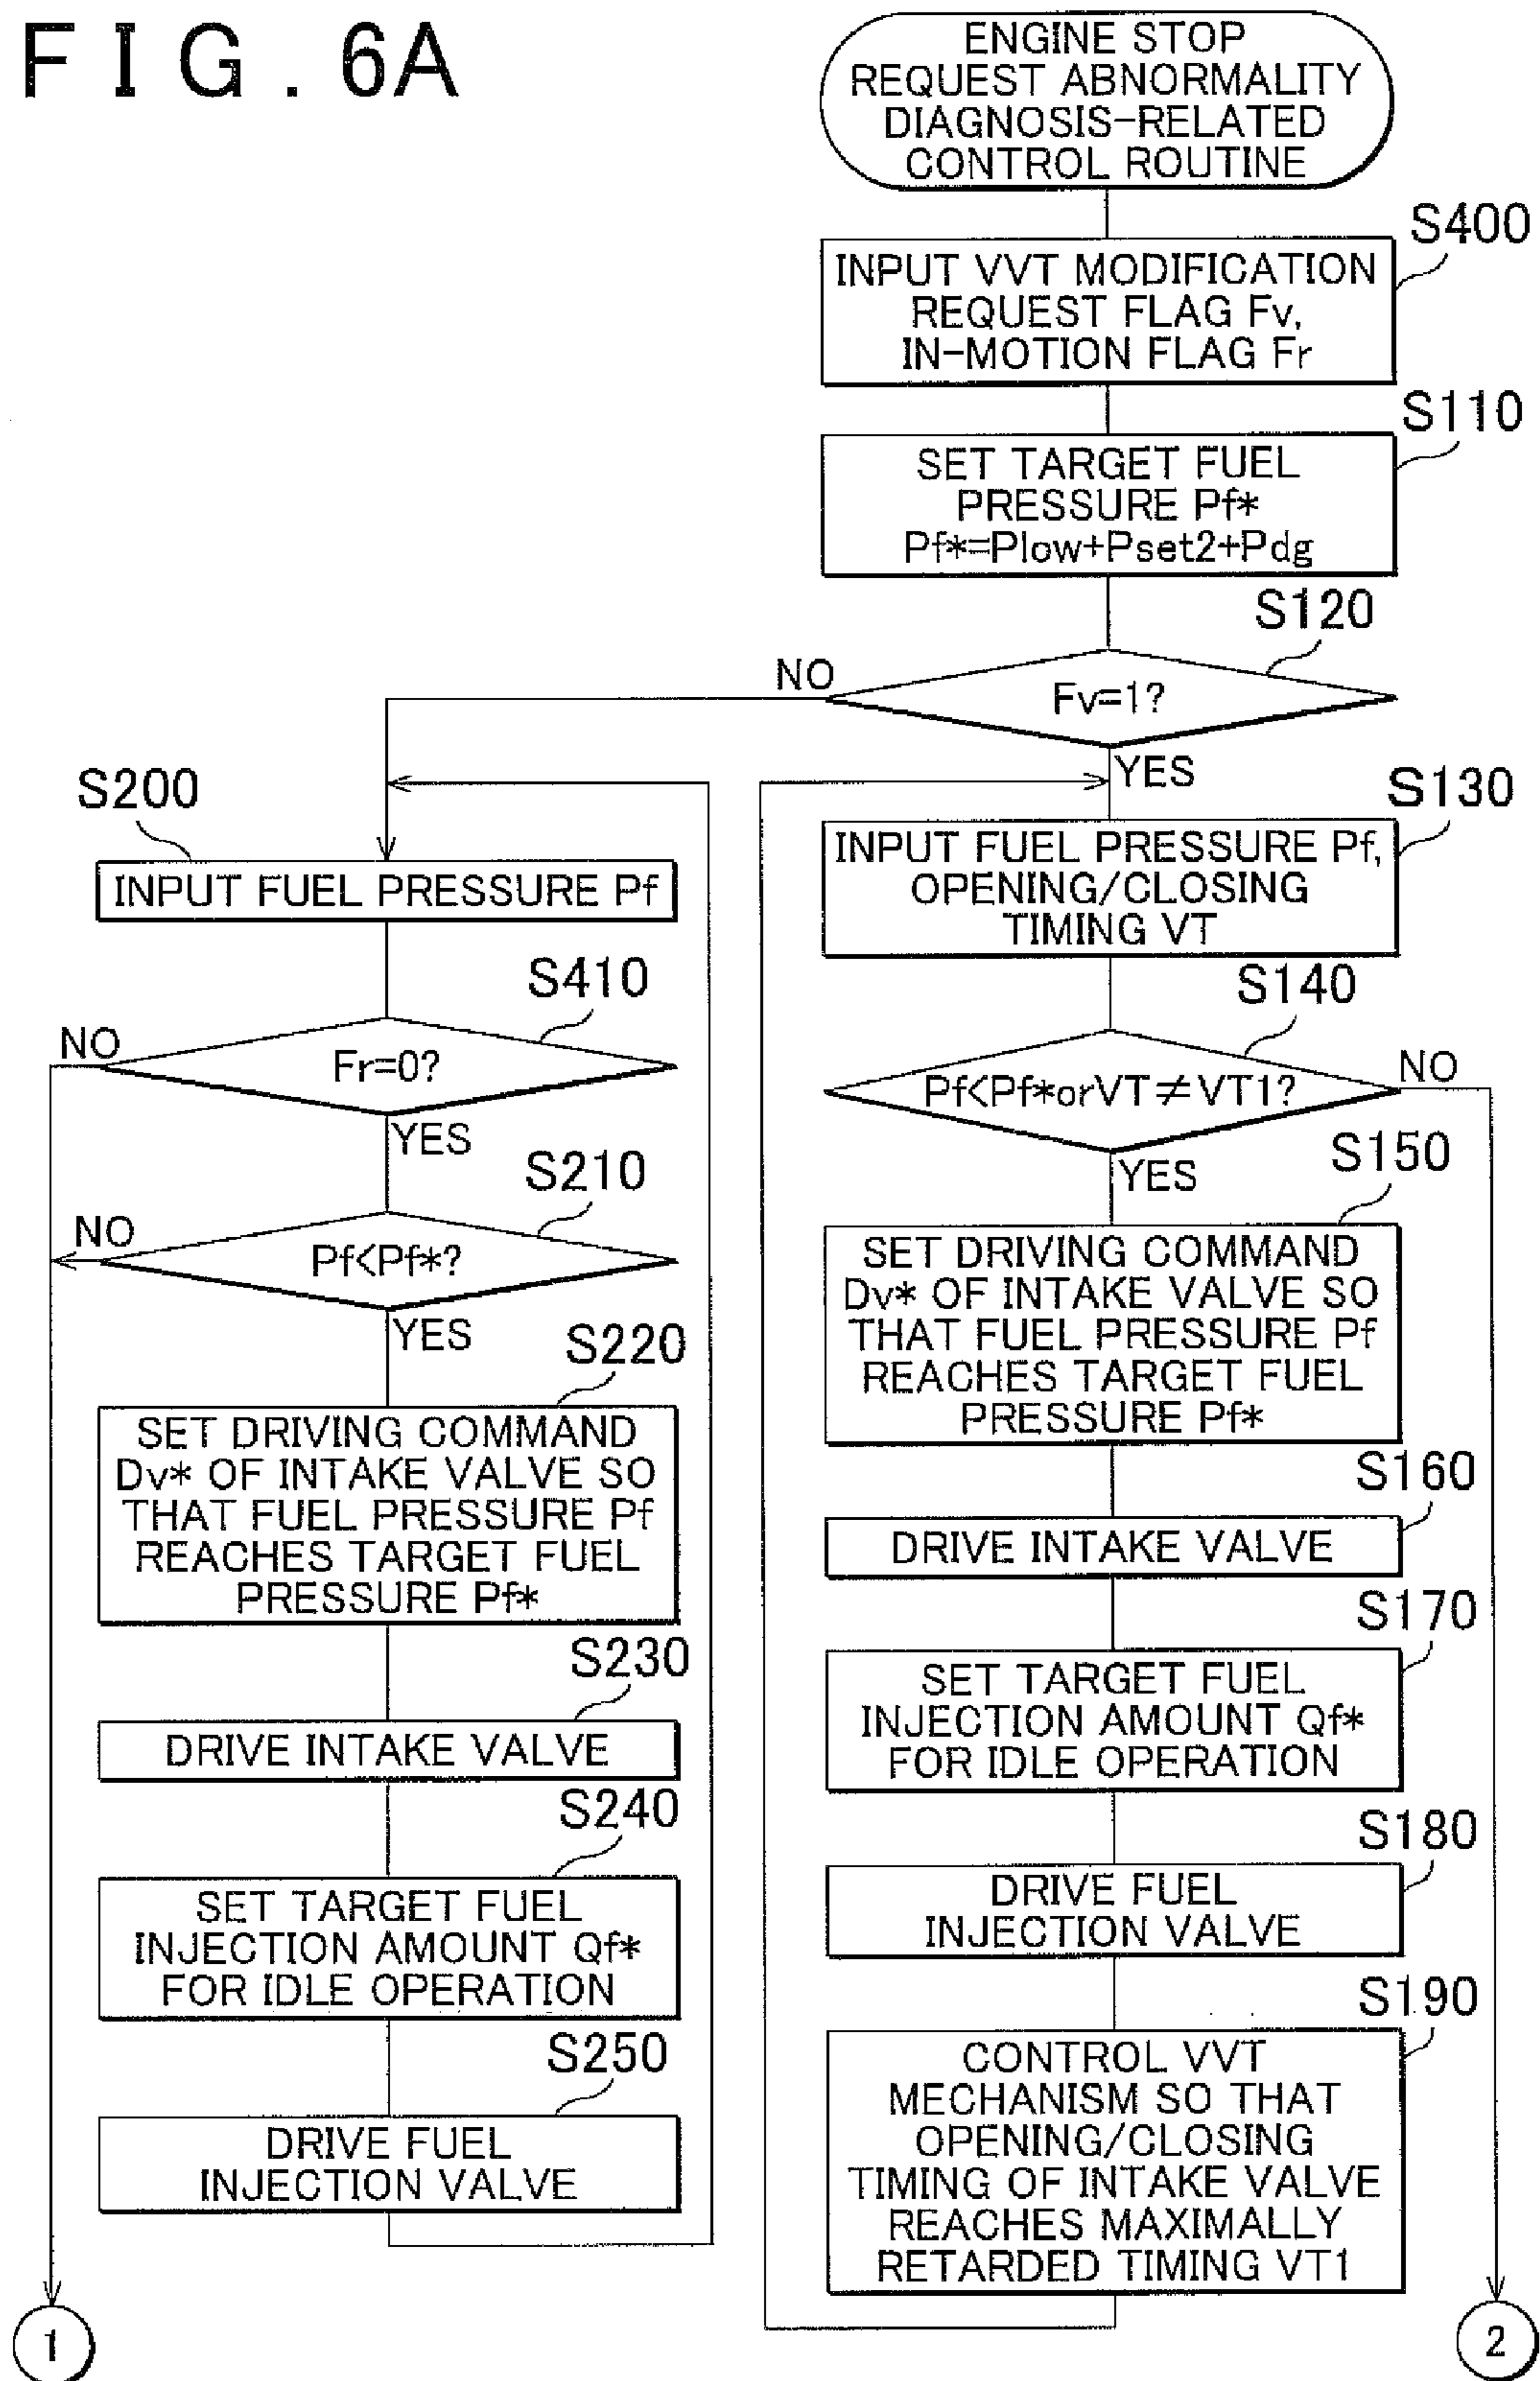 FIG. 6A
ENGINE STOP
REQUEST ABNORMALITY
DIAGNOSIS-RELATED
CONTROL ROUTINE
S400
INPUT VVT MODIFICATION
REQUEST FLAG Fv,
IN-MOTION FLAG Fr
S110
SET TARGET FUEL
PRESSURE Pf*
Pf*=Plow+Pset2+Pdg
S120
NO
Fv=1?
YES
S200
INPUT FUEL PRESSURE Pf
S410
NO
Fr=0?
YES
S210
NO
Pf<Pf*?
YES
S220
SET DRIVING COMMAND
Dv* OF INTAKE VALVE SO
THAT FUEL PRESSURE Pf
REACHES TARGET FUEL
PRESSURE Pf*
S230
DRIVE INTAKE VALVE
S240
SET TARGET FUEL
INJECTION AMOUNT Qf*
FOR IDLE OPERATION
S250
DRIVE FUEL
INJECTION VALVE
1
S130
INPUT FUEL PRESSURE Pf,
OPENING/CLOSING
TIMING VT
S140
Pf<Pf*orVT≠VT1?
NO
YES
S150
SET DRIVING COMMAND
Dv* OF INTAKE VALVE SO
THAT FUEL PRESSURE Pf
REACHES TARGET FUEL
PRESSURE Pf*
S160
DRIVE INTAKE VALVE
S170
SET TARGET FUEL
INJECTION AMOUNT Qf*
FOR IDLE OPERATION
S180
DRIVE FUEL
INJECTION VALVE
S190
CONTROL VVT
MECHANISM SO THAT
OPENING/CLOSING
TIMING OF INTAKE VALVE
REACHES MAXIMALLY
RETARDED TIMING VT1
2